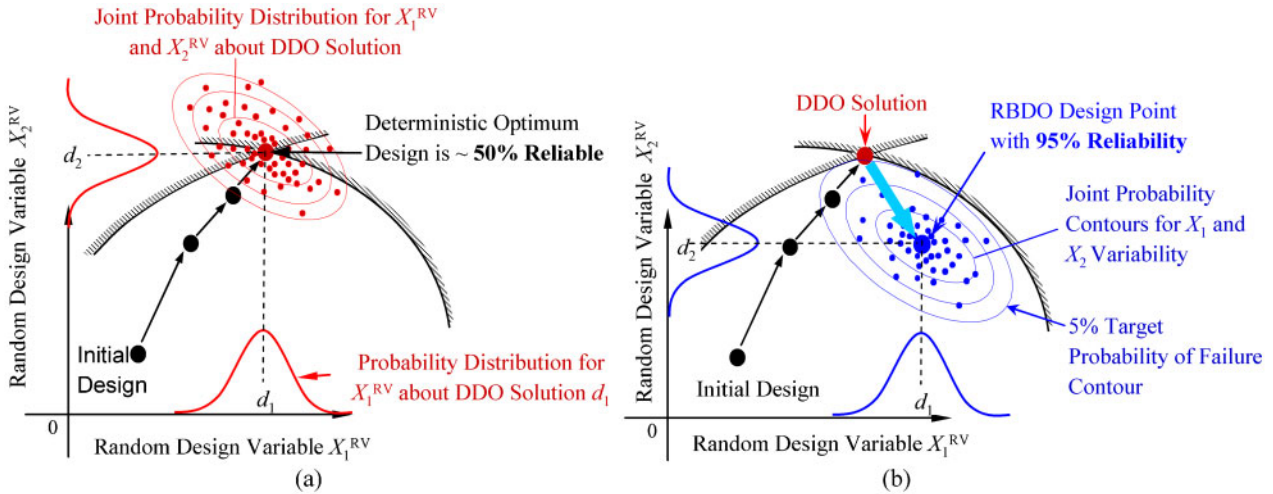 Joint Probability Distribution for X₁ᴿⱽ
and X₂ᴿⱽ about DDO Solution
Random Design Variable X₂ᴿⱽ
d₂
Deterministic Optimum
Design is ~ 50% Reliable
Initial
Design
Probability Distribution for
X₁ᴿⱽ about DDO Solution d₁
d₁
0
Random Design Variable X₁ᴿⱽ
(a)
DDO Solution
RBDO Design Point
with 95% Reliability
Random Design Variable X₂ᴿⱽ
Joint Probability
Contours for X₁ and
X₂ Variability
d₂
5% Target
Probability of Failure
Contour
Initial Design
d₁
0
Random Design Variable X₁ᴿⱽ
(b)